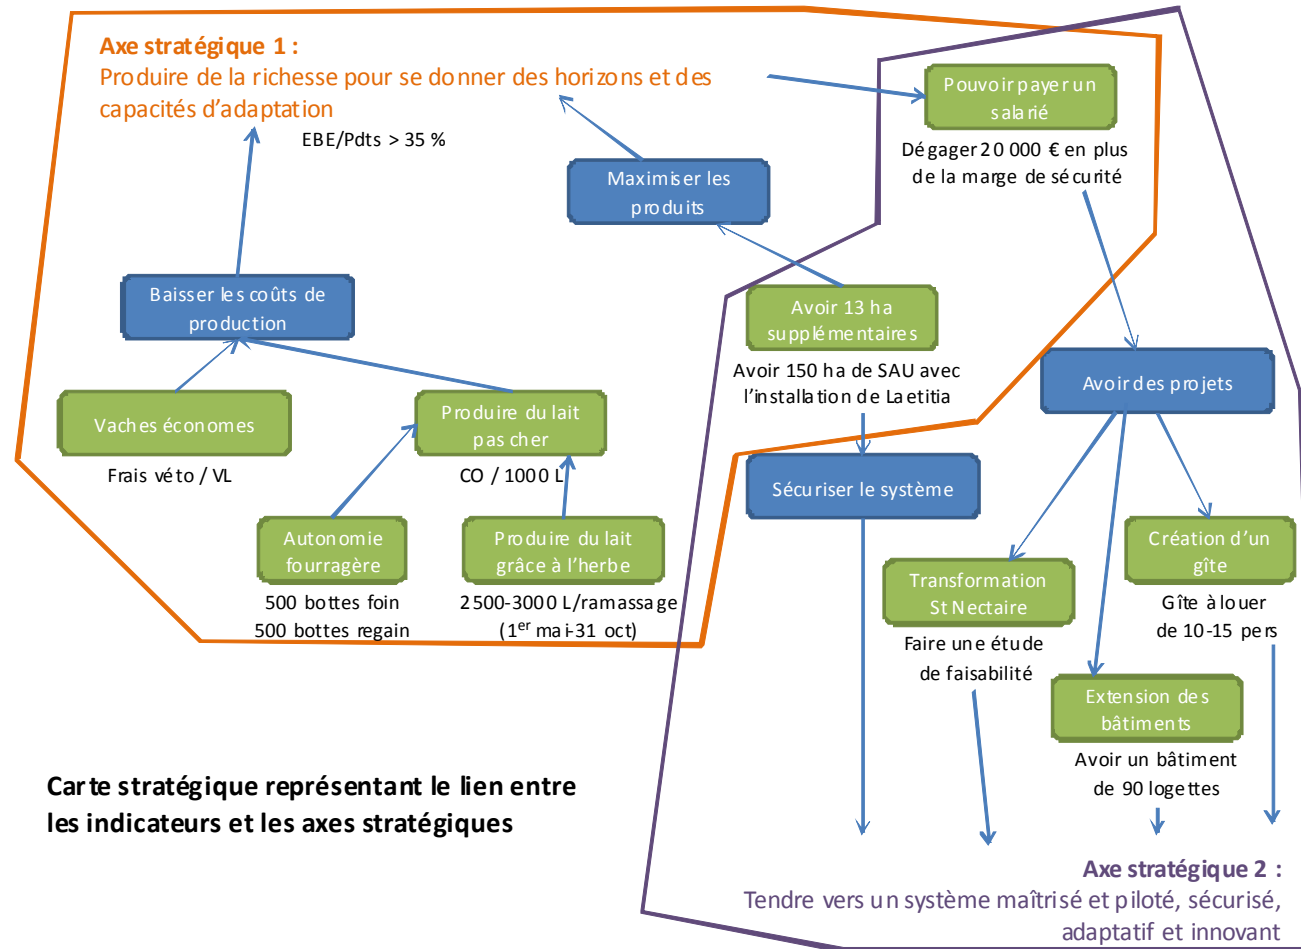 Axe stratégique 1 :
Produire de la richesse pour se donner des horizons et des
capacités d'adaptation
EBE/Pdts > 35 %
Pouvoir payer un
salarié
Dégager 20 000 € en plus
de la marge de sécurité
Maximiser les
produits
Baisser les coûts de
production
Avoir 13 ha
supplémentaires
Avoir 150 ha de SAU avec
l'installation de Laetitia
Avoir des projets
Vaches économes
Frais véto / VL
Produire du lait
pas cher
CO / 1000 L
Sécuriser le système
Autonomie
fourragère
500 bottes foin
500 bottes regain
Produire du lait
grâce à l'herbe
2500-3000 L/ramassage
(1er mai-31 oct)
Transformation
St Nectaire
Faire une étude
de faisabilité
Création d'un
gîte
Gîte à louer
de 10-15 pers
Extension des
bâtiments
Avoir un bâtiment
de 90 logettes
Carte stratégique représentant le lien entre
les indicateurs et les axes stratégiques
Axe stratégique 2 :
Tendre vers un système maîtrisé et piloté, sécurisé,
adaptatif et innovant